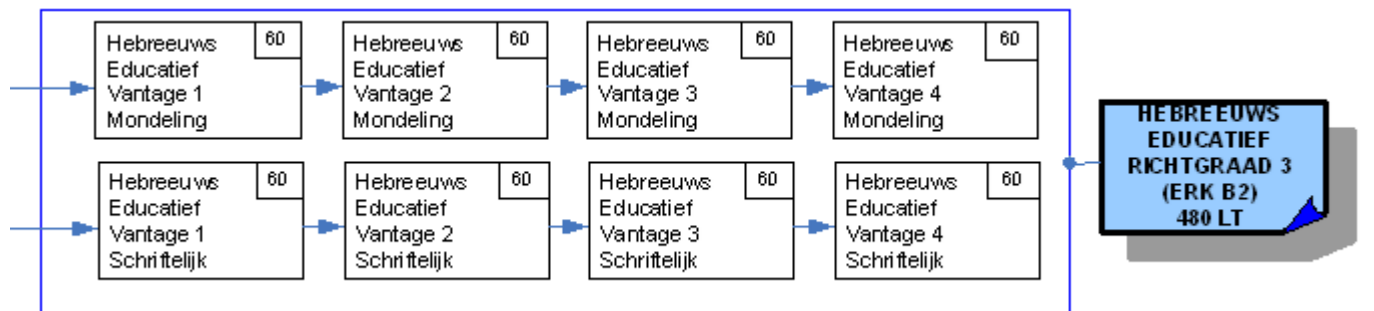 Hebreeuws 60
Educatief
Vantage 1
Mondeling
Hebreeuws 60
Educatief
Vantage 2
Mondeling
Hebreeuws 60
Educatief
Vantage 3
Mondeling
Hebreeuws 60
Educatief
Vantage 4
Mondeling
Hebreeuws 60
Educatief
Vantage 1
Schriftelijk
Hebreeuws 60
Educatief
Vantage 2
Schriftelijk
Hebreeuws 60
Educatief
Vantage 3
Schriftelijk
Hebreeuws 60
Educatief
Vantage 4
Schriftelijk
HEBREEUWS
EDUCATIEF
RICHTGRAAD 3
(ERK B2)
480 LT